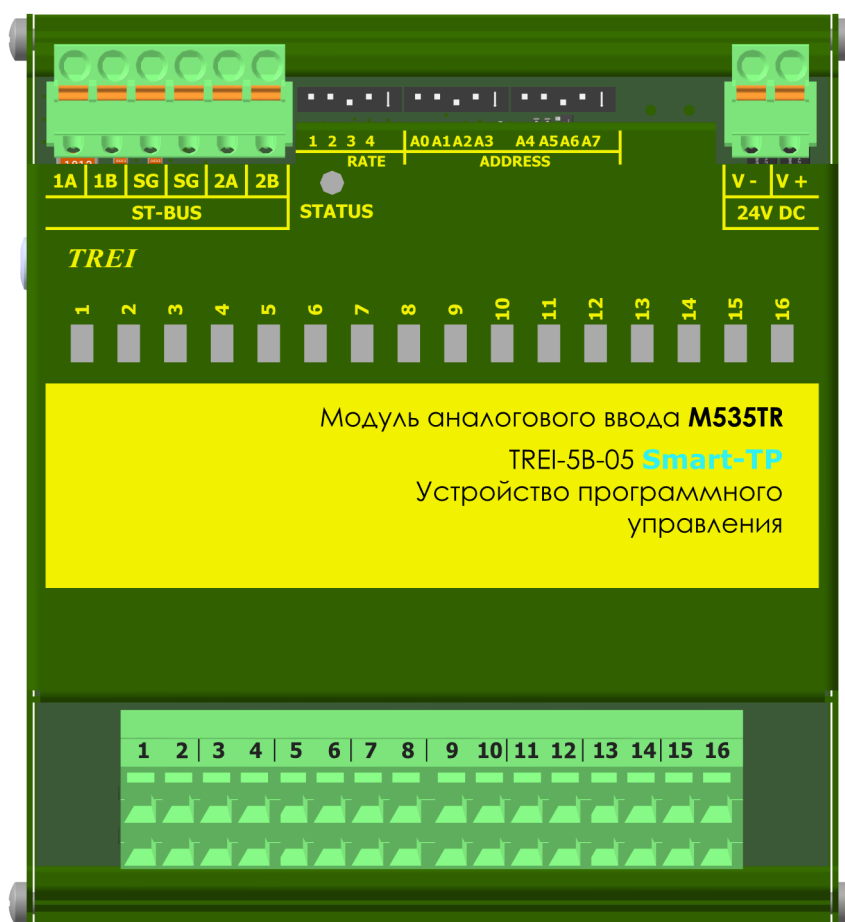 1 2 3 4 A0 A1 A2 A3 A4 A5 A6 A7
RATE ADDRESS
1A 1B SG SG 2A 2B V - V +
ST-BUS STATUS 24V DC
TREI
1 2 3 4 5 6 7 8 9 10 11 12 13 14 15 16
Модуль аналогового ввода M535TR
TREI-5B-05 Smart-TP
Устройство программного
управления
1 2 3 4 5 6 7 8 9 10 11 12 13 14 15 16